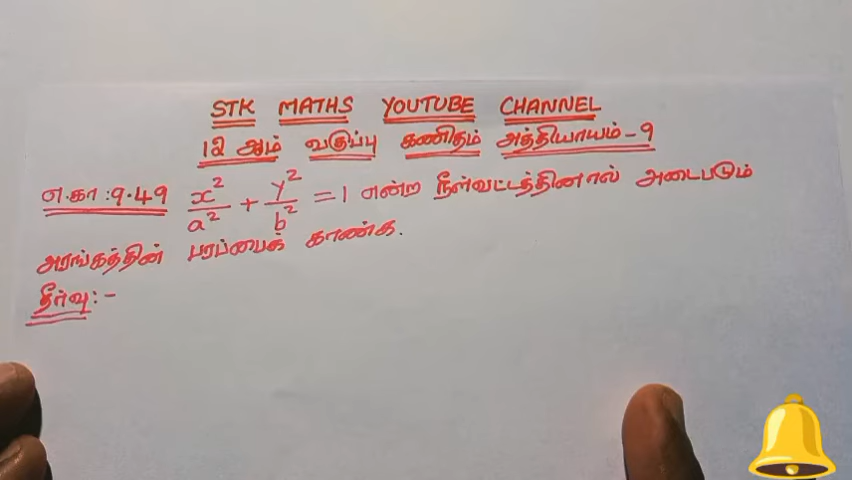 STK MATHS YOUTUBE CHANNEL
12 ஆம் வகுப்பு கணிதம் அத்தியாயம் - 9
எ.கா : 9.49 x²/a² + y²/b² = 1 என்ற நீள்வட்டத்தினால் அடைபடும்
அரங்கத்தின் பரப்பைக் காண்க.
தீர்வு :-